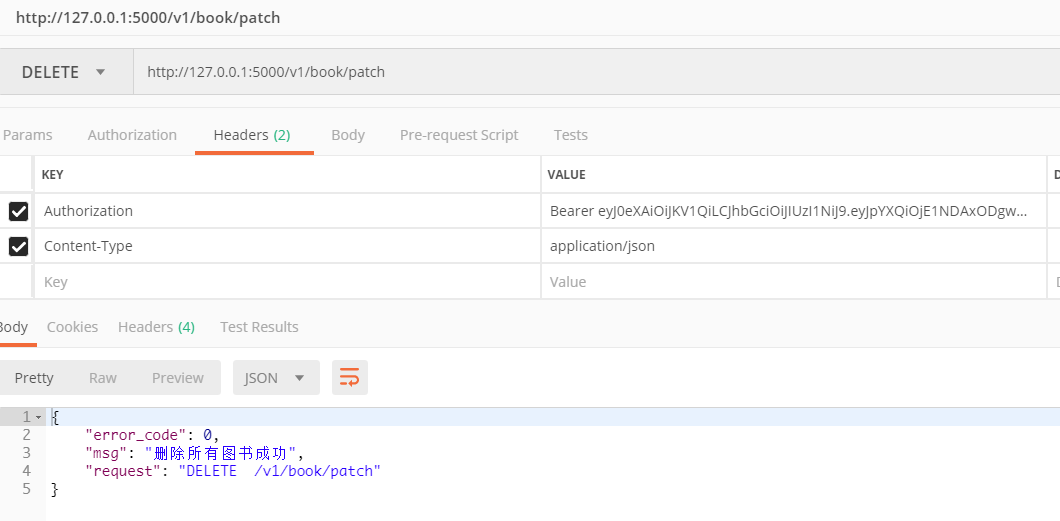 http://127.0.0.1:5000/v1/book/patch
DELETE http://127.0.0.1:5000/v1/book/patch
Params Authorization Headers (2) Body Pre-request Script Tests
KEY VALUE D
Authorization Bearer eyJ0eXAiOiJKV1QiLCJhbGciOiJIUzI1NiJ9.eyJpYXQiOjE1NDAxODgw...
Content-Type application/json
Key Value D
Body Cookies Headers (4) Test Results
Pretty Raw Preview JSON
1 {
2 "error_code": 0,
3 "msg": "删除所有图书成功",
4 "request": "DELETE  /v1/book/patch"
5 }